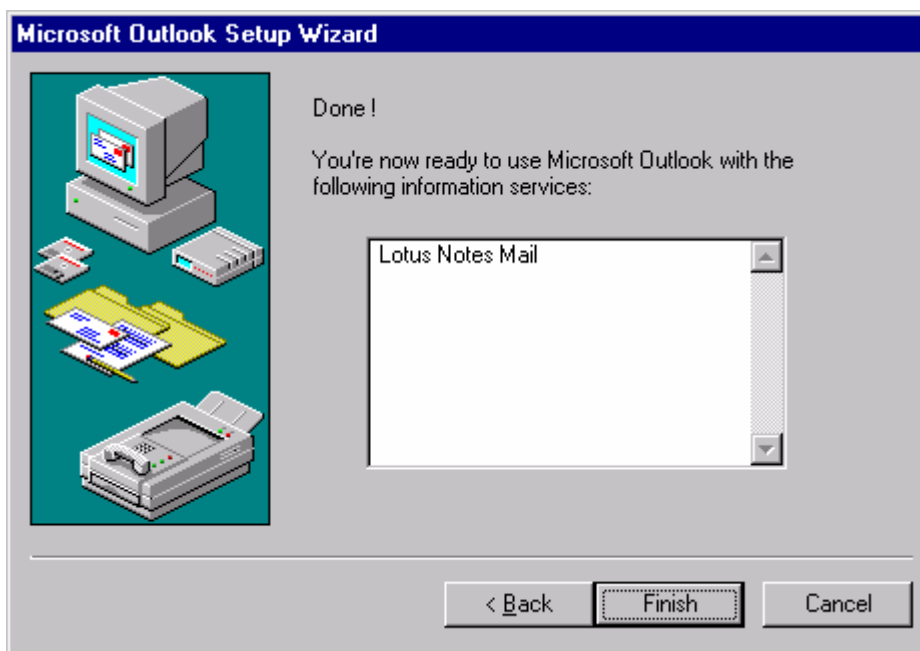 Microsoft Outlook Setup Wizard
Done !
You're now ready to use Microsoft Outlook with the
following information services:
Lotus Notes Mail
< Back
Finish
Cancel